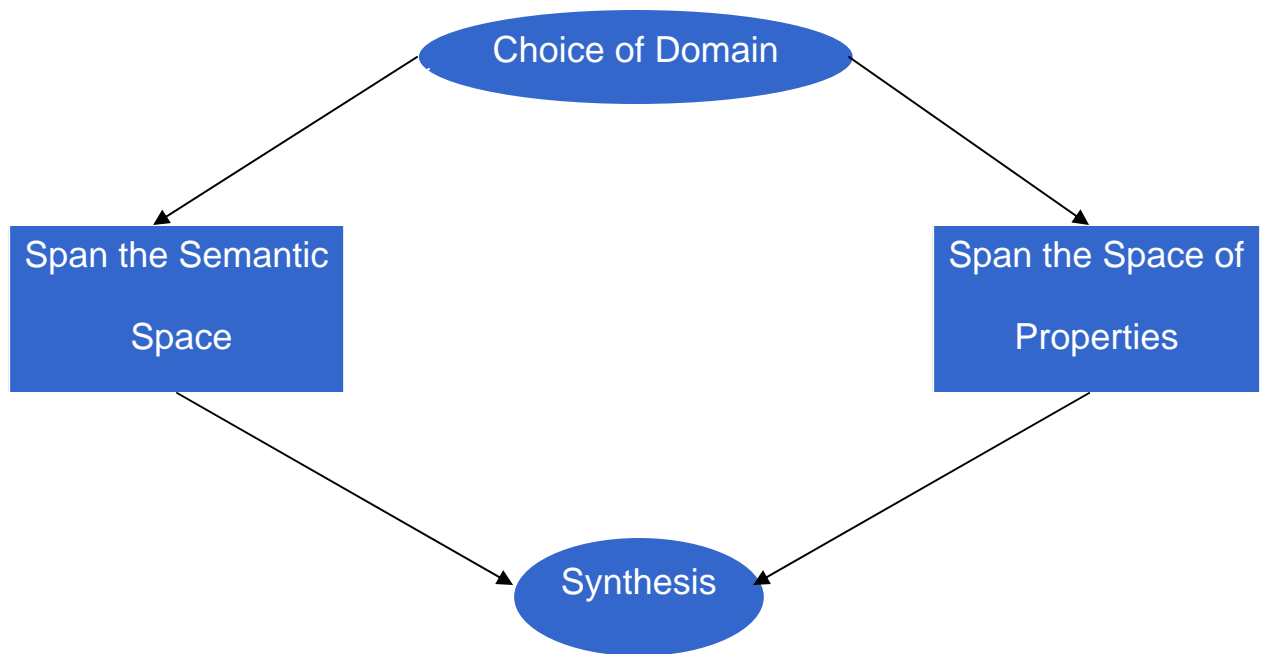 Choice of Domain
Span the Semantic
Space
Span the Space of
Properties
Synthesis